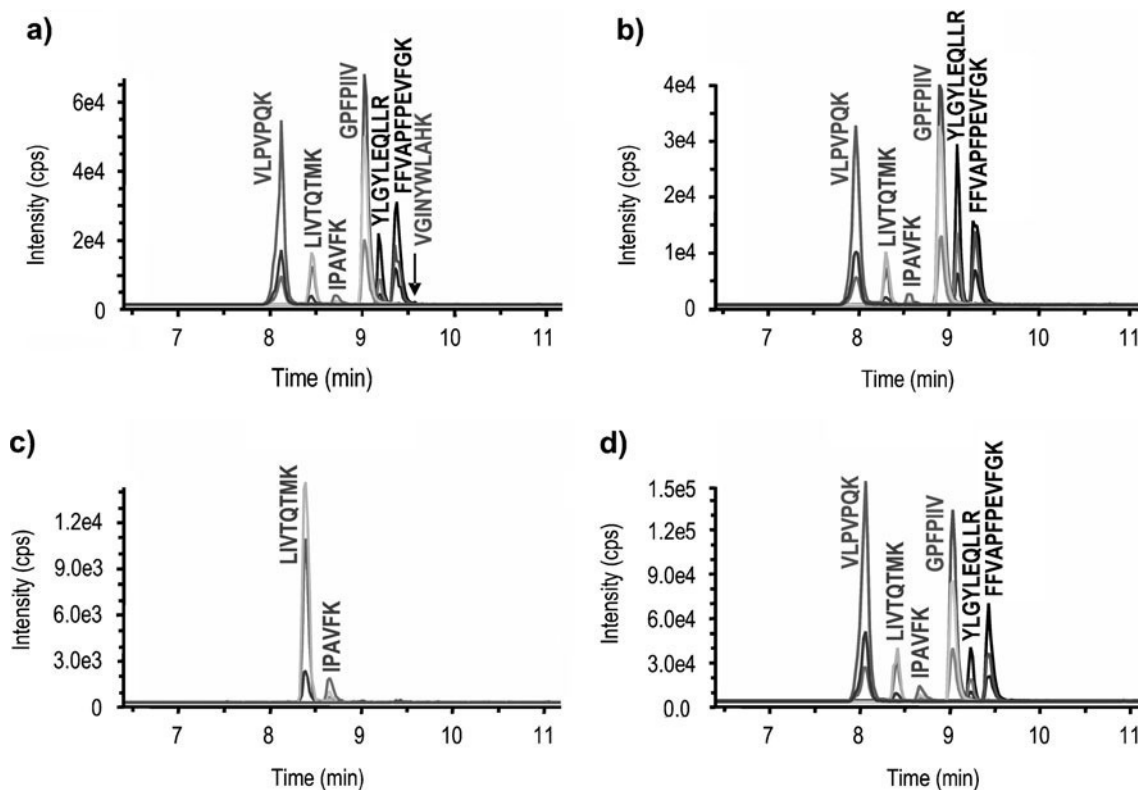 a)
Intensity (cps)
6e4
4e4
2e4
0
VLPVPQK
LIVTQTMK
IPAVFK
GPFPIIV
YLGYLEQLLR
FFVAPFPEVFGK
VGINYWLAHK
7 8 9 10 11
Time (min)
b)
Intensity (cps)
4e4
3e4
2e4
1e4
0
VLPVPQK
LIVTQTMK
IPAVFK
GPFPIIV
YLGYLEQLLR
FFVAPFPEVFGK
7 8 9 10 11
Time (min)
c)
Intensity (cps)
1.2e4
9.0e3
6.0e3
3.0e3
0
LIVTQTMK
IPAVFK
7 8 9 10 11
Time (min)
d)
Intensity (cps)
1.5e5
1.2e5
9.0e4
6.0e4
3.0e4
0.0
VLPVPQK
LIVTQTMK
IPAVFK
GPFPIIV
YLGYLEQLLR
FFVAPFPEVFGK
7 8 9 10 11
Time (min)